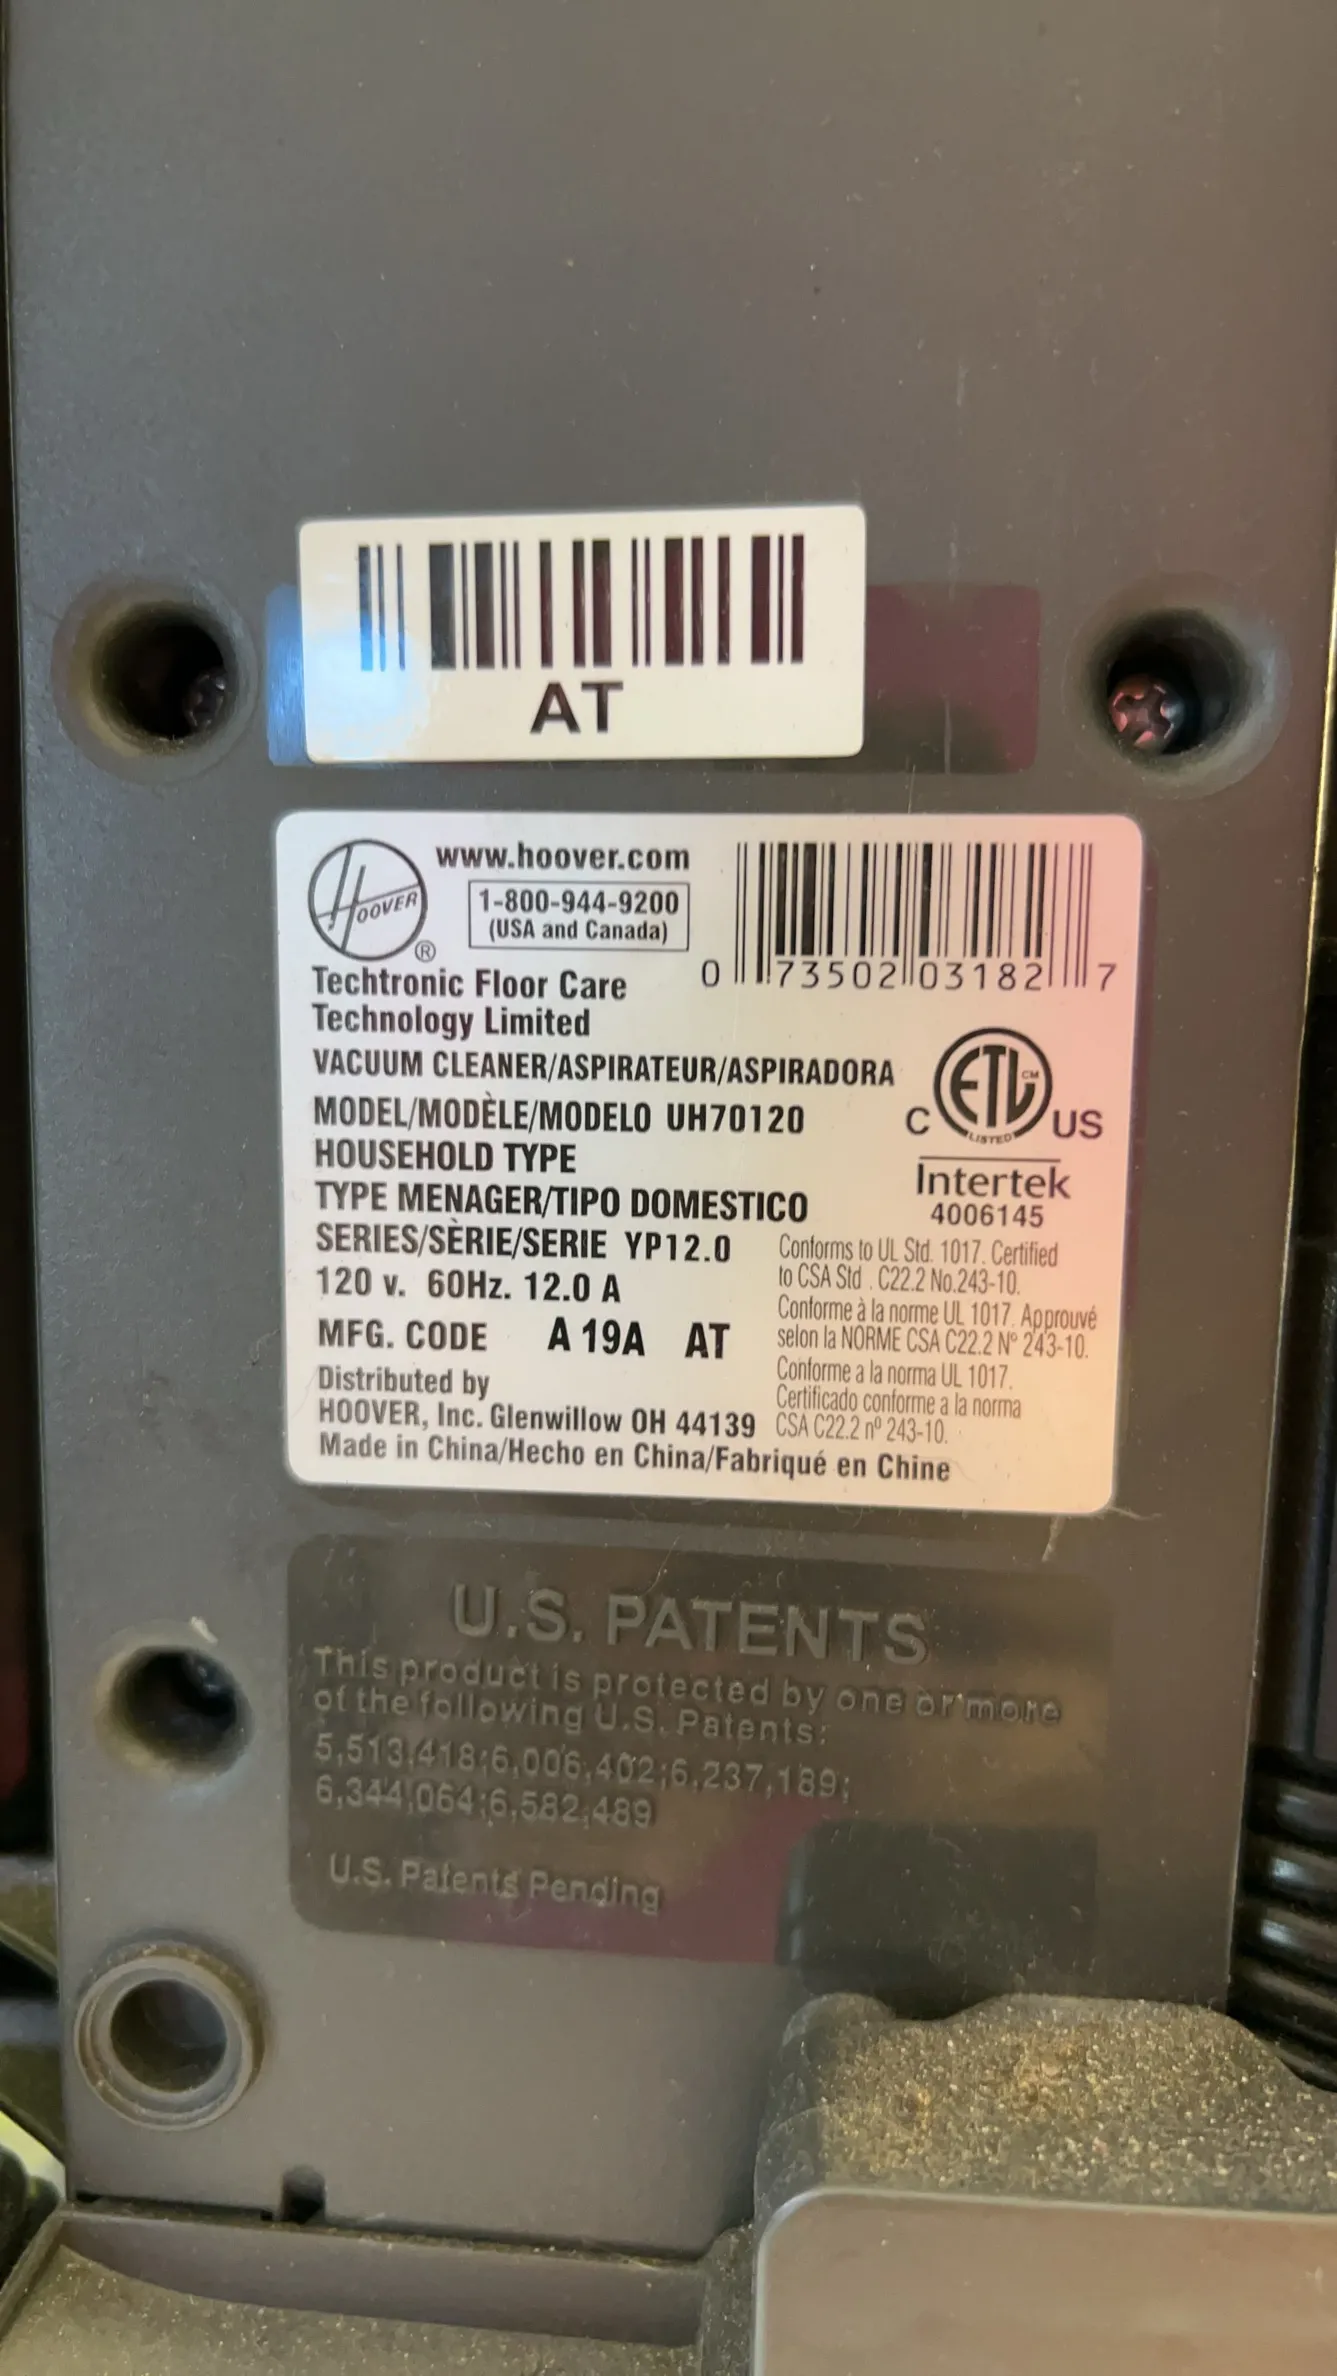 AT
HOOVER
®
www.hoover.com
1-800-944-9200
(USA and Canada)
0 73502 03182 7
Techtronic Floor Care
Technology Limited
VACUUM CLEANER/ASPIRATEUR/ASPIRADORA
MODEL/MODÈLE/MODELO UH70120
HOUSEHOLD TYPE
TYPE MENAGER/TIPO DOMESTICO
SERIES/SÈRIE/SERIE YP12.0
120 v. 60Hz. 12.0 A
MFG. CODE A 19A AT
Distributed by
HOOVER, Inc. Glenwillow OH 44139
Made in China/Hecho en China/Fabriqué en Chine
C ETL CM US
LISTED
Intertek
4006145
Conforms to UL Std. 1017. Certified
to CSA Std . C22.2 No.243-10.
Conforme à la norme UL 1017. Approuvé
selon la NORME CSA C22.2 N° 243-10.
Conforme a la norma UL 1017.
Certificado conforme a la norma
CSA C22.2 nº 243-10.
U.S. PATENTS
This product is protected by one or more
of the following U.S. Patents:
5,513,418;6,006,402;6,237,189;
6,344,064;6,582,489
U.S. Patents Pending